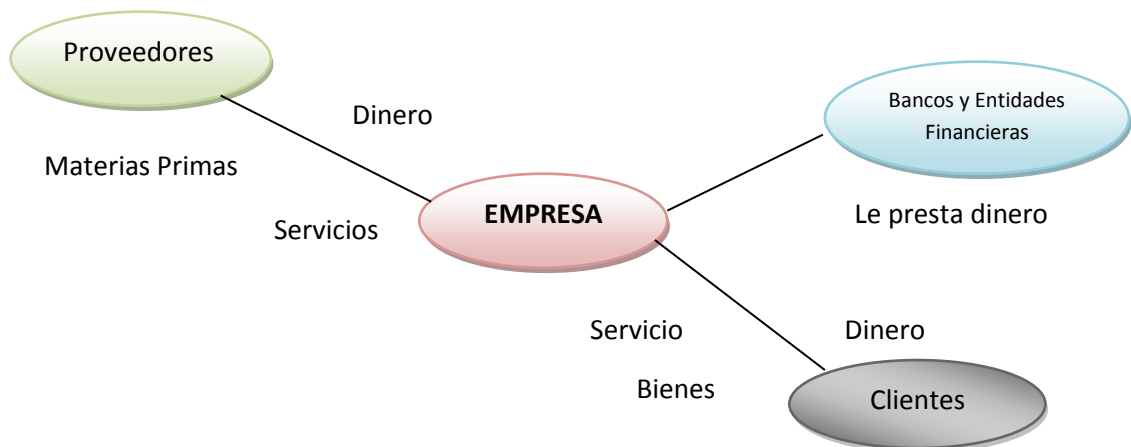 Proveedores
Dinero
Bancos y Entidades
Financieras
Materias Primas
EMPRESA
Servicios
Le presta dinero
Servicio
Dinero
Bienes
Clientes